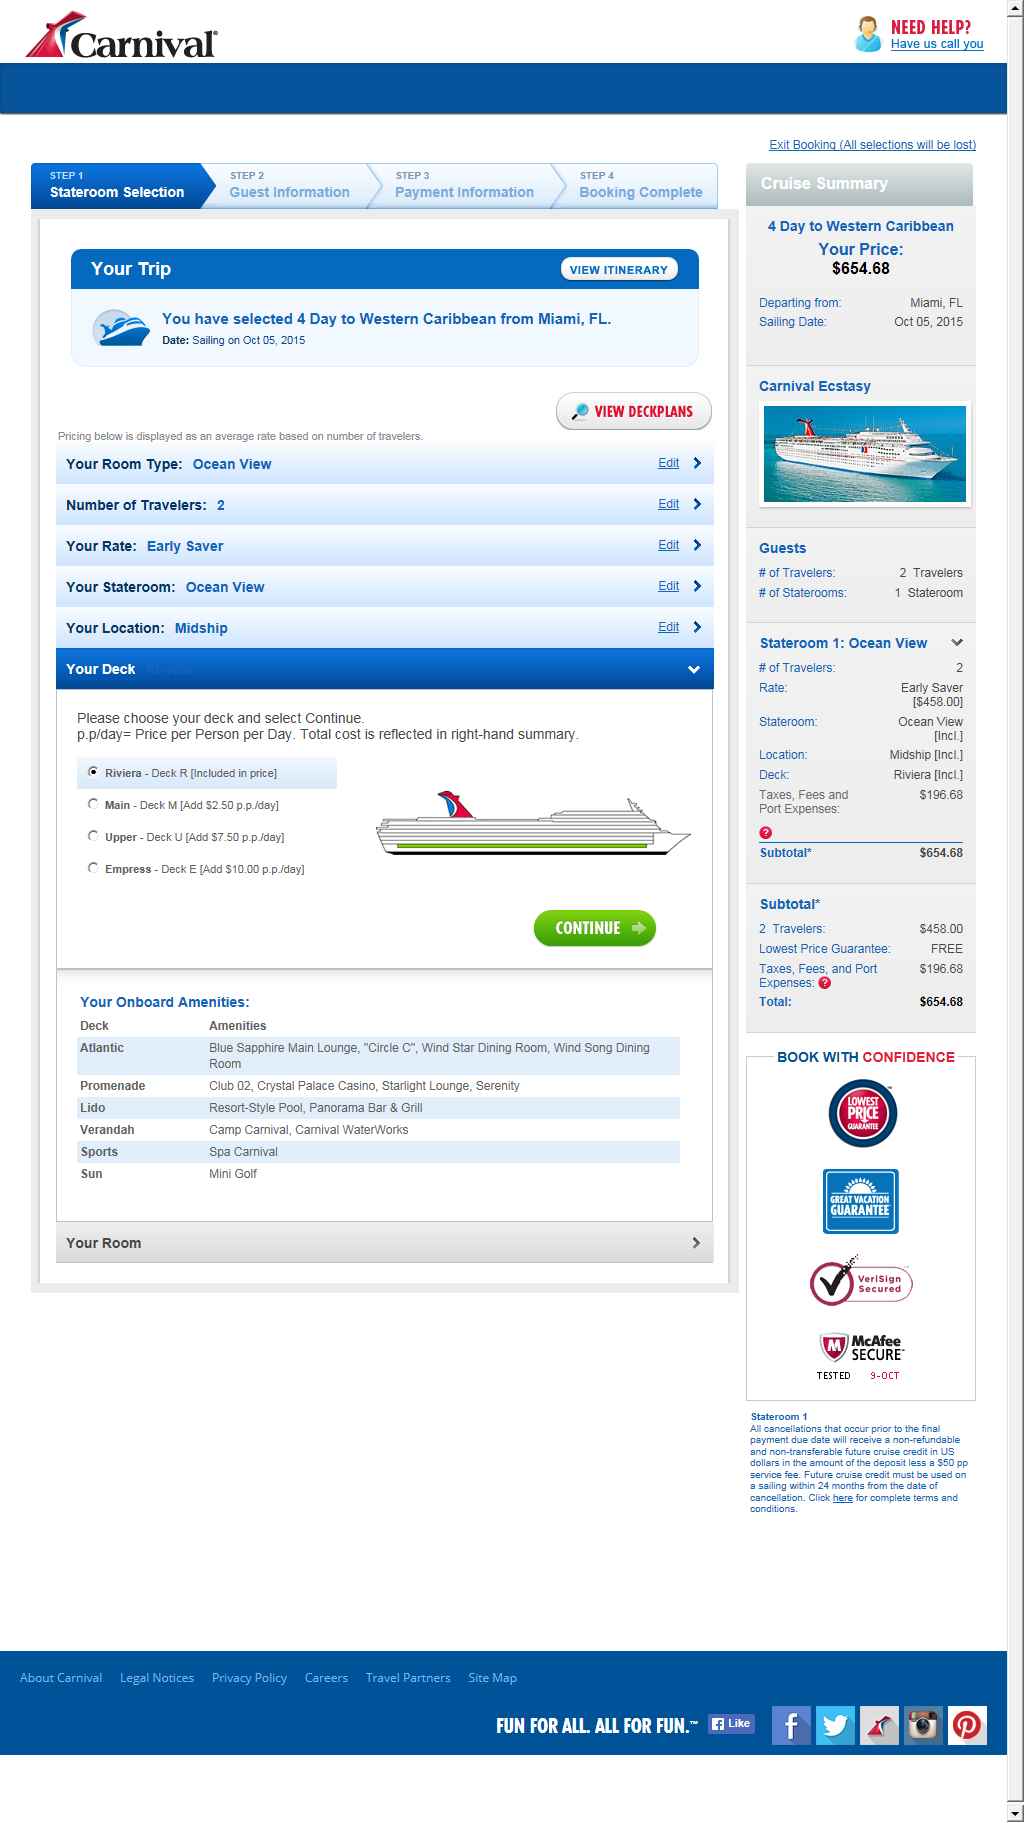 Carnival®
NEED HELP?
Have us call you
Exit Booking (All selections will be lost)
STEP 1
Stateroom Selection
STEP 2
Guest Information
STEP 3
Payment Information
STEP 4
Booking Complete
Your Trip
VIEW ITINERARY
You have selected 4 Day to Western Caribbean from Miami, FL.
Date: Sailing on Oct 05, 2015
VIEW DECKPLANS
Pricing below is displayed as an average rate based on number of travelers.
Your Room Type: Ocean View Edit
Number of Travelers: 2 Edit
Your Rate: Early Saver Edit
Your Stateroom: Ocean View Edit
Your Location: Midship Edit
Your Deck
Please choose your deck and select Continue.
p.p/day= Price per Person per Day. Total cost is reflected in right-hand summary.
Riviera - Deck R [Included in price]
Main - Deck M [Add $2.50 p.p./day]
Upper - Deck U [Add $7.50 p.p./day]
Empress - Deck E [Add $10.00 p.p./day]
CONTINUE
Your Onboard Amenities:
Deck Amenities
Atlantic Blue Sapphire Main Lounge, "Circle C", Wind Star Dining Room, Wind Song Dining
Room
Promenade Club 02, Crystal Palace Casino, Starlight Lounge, Serenity
Lido Resort-Style Pool, Panorama Bar & Grill
Verandah Camp Carnival, Carnival WaterWorks
Sports Spa Carnival
Sun Mini Golf
Your Room
Cruise Summary
4 Day to Western Caribbean
Your Price:
$654.68
Departing from: Miami, FL
Sailing Date: Oct 05, 2015
Carnival Ecstasy
Guests
# of Travelers: 2 Travelers
# of Staterooms: 1 Stateroom
Stateroom 1: Ocean View
# of Travelers: 2
Rate: Early Saver
[$458.00]
Stateroom: Ocean View
[Incl.]
Location: Midship [Incl.]
Deck: Riviera [Incl.]
Taxes, Fees and $196.68
Port Expenses:
?
Subtotal* $654.68
Subtotal*
2 Travelers: $458.00
Lowest Price Guarantee: FREE
Taxes, Fees, and Port $196.68
Expenses: ?
Total: $654.68
BOOK WITH CONFIDENCE
LOWEST
PRICE
GUARANTEE
GREAT VACATION
GUARANTEE
VeriSign
Secured
McAfee
SECURE™
TESTED 9-OCT
Stateroom 1
All cancellations that occur prior to the final
payment due date will receive a non-refundable
and non-transferable future cruise credit in US
dollars in the amount of the deposit less a $50 pp
service fee. Future cruise credit must be used on
a sailing within 24 months from the date of
cancellation. Click here for complete terms and
conditions.
About Carnival Legal Notices Privacy Policy Careers Travel Partners Site Map
FUN FOR ALL. ALL FOR FUN.™
Like